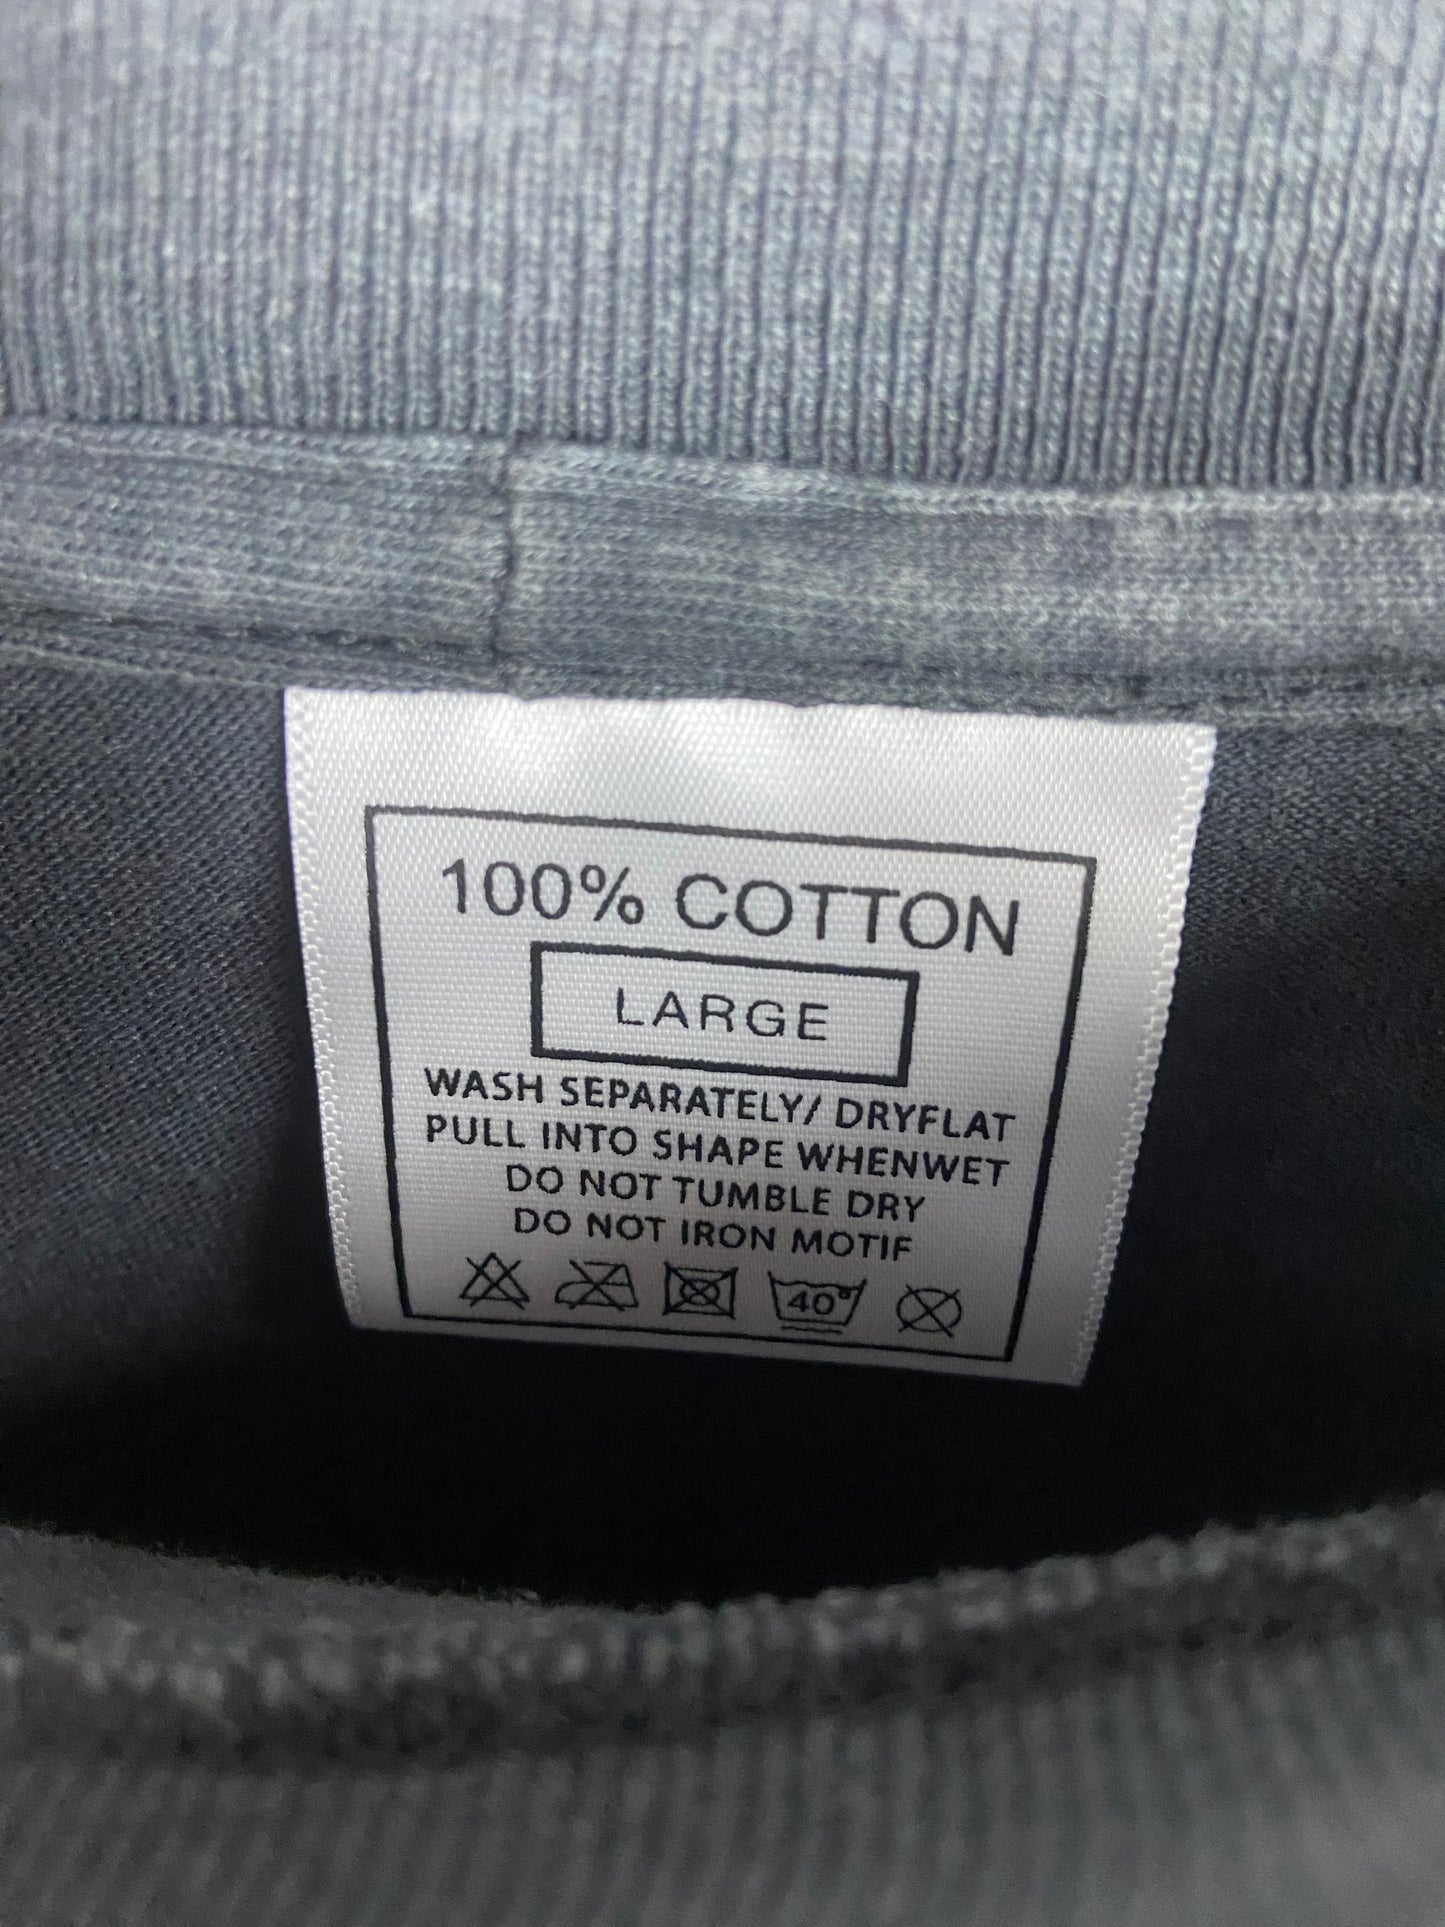 100% COTTON
LARGE
WASH SEPARATELY/ DRYFLAT
PULL INTO SHAPE WHENWET
DO NOT TUMBLE DRY
DO NOT IRON MOTIF
40°